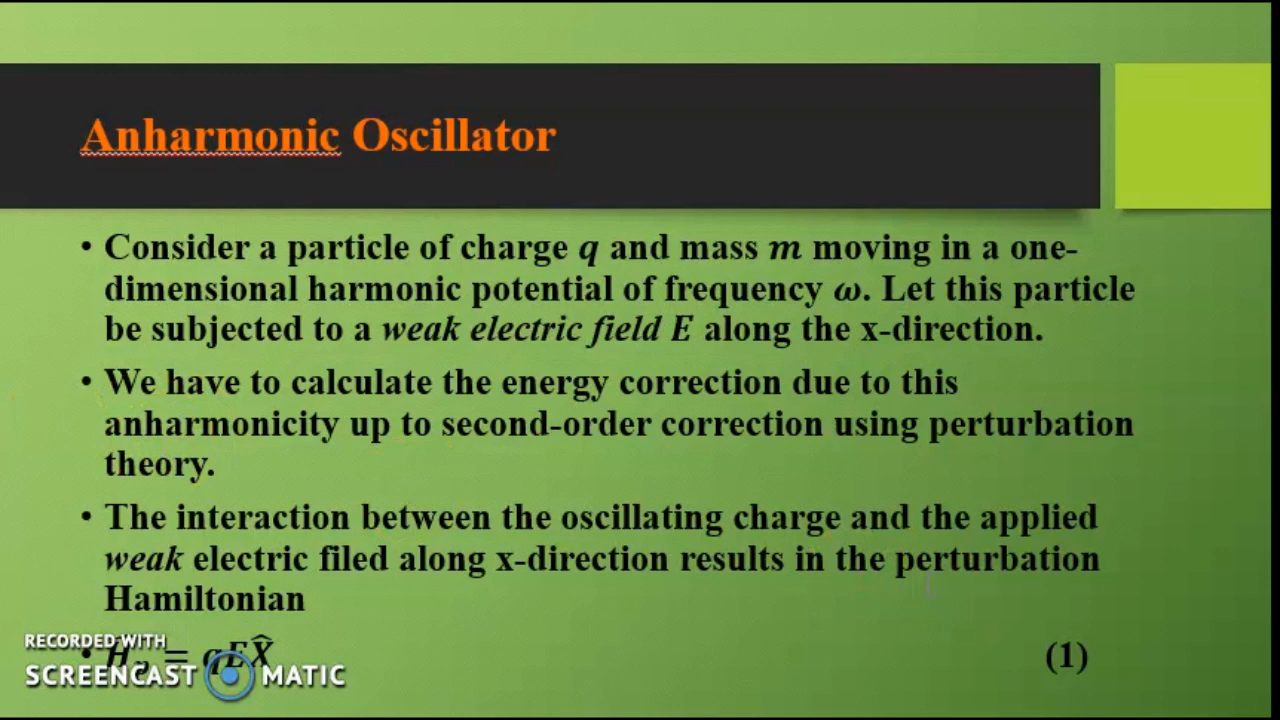 Anharmonic Oscillator
• Consider a particle of charge q and mass m moving in a one-
dimensional harmonic potential of frequency ω. Let this particle
be subjected to a weak electric field E along the x-direction.
• We have to calculate the energy correction due to this
anharmonicity up to second-order correction using perturbation
theory.
• The interaction between the oscillating charge and the applied
weak electric filed along x-direction results in the perturbation
Hamiltonian
= qEX̂ (1)
RECORDED WITH
SCREENCAST MATIC